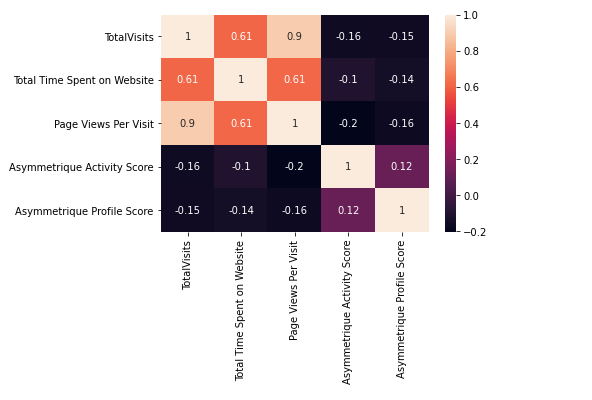 TotalVisits 1 0.61 0.9 -0.16 -0.15
Total Time Spent on Website 0.61 1 0.61 -0.1 -0.14
Page Views Per Visit 0.9 0.61 1 -0.2 -0.16
Asymmetrique Activity Score -0.16 -0.1 -0.2 1 0.12
Asymmetrique Profile Score -0.15 -0.14 -0.16 0.12 1
TotalVisits
Total Time Spent on Website
Page Views Per Visit
Asymmetrique Activity Score
Asymmetrique Profile Score
1.0
0.8
0.6
0.4
0.2
0.0
-0.2